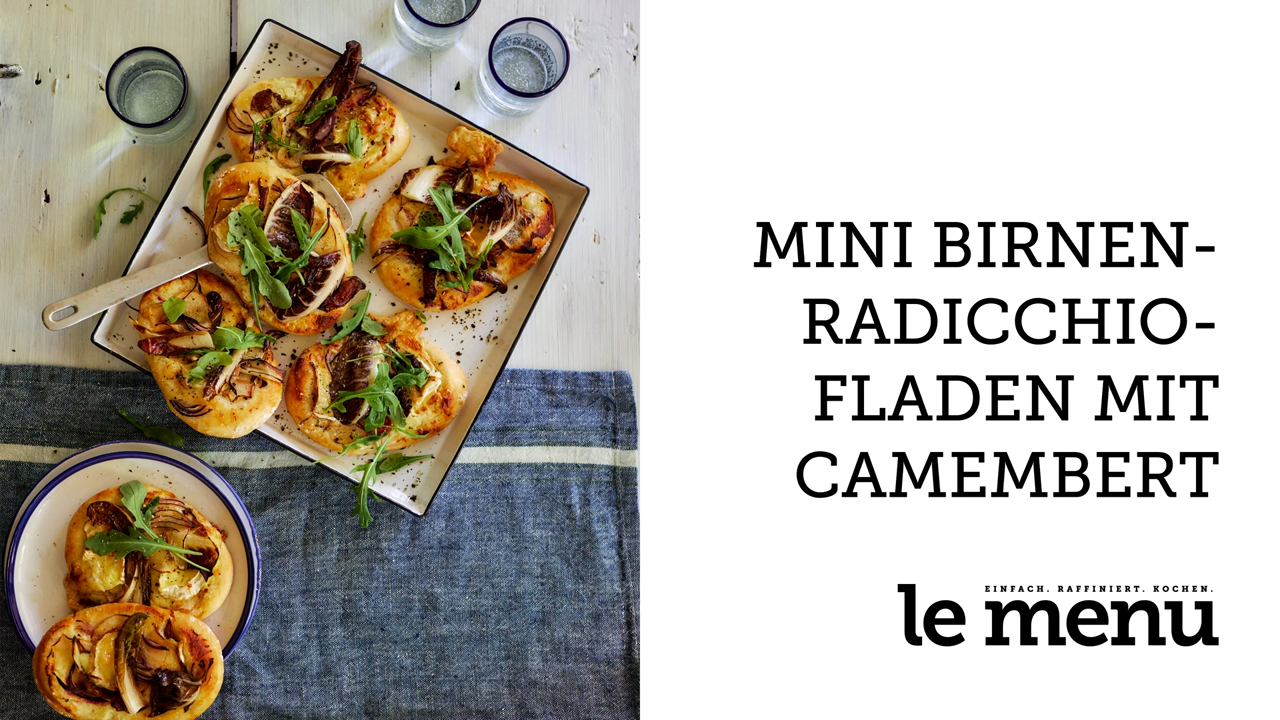 MINI BIRNEN-
RADICCHIO-
FLADEN MIT
CAMEMBERT
EINFACH. RAFFINIERT. KOCHEN.
le menu